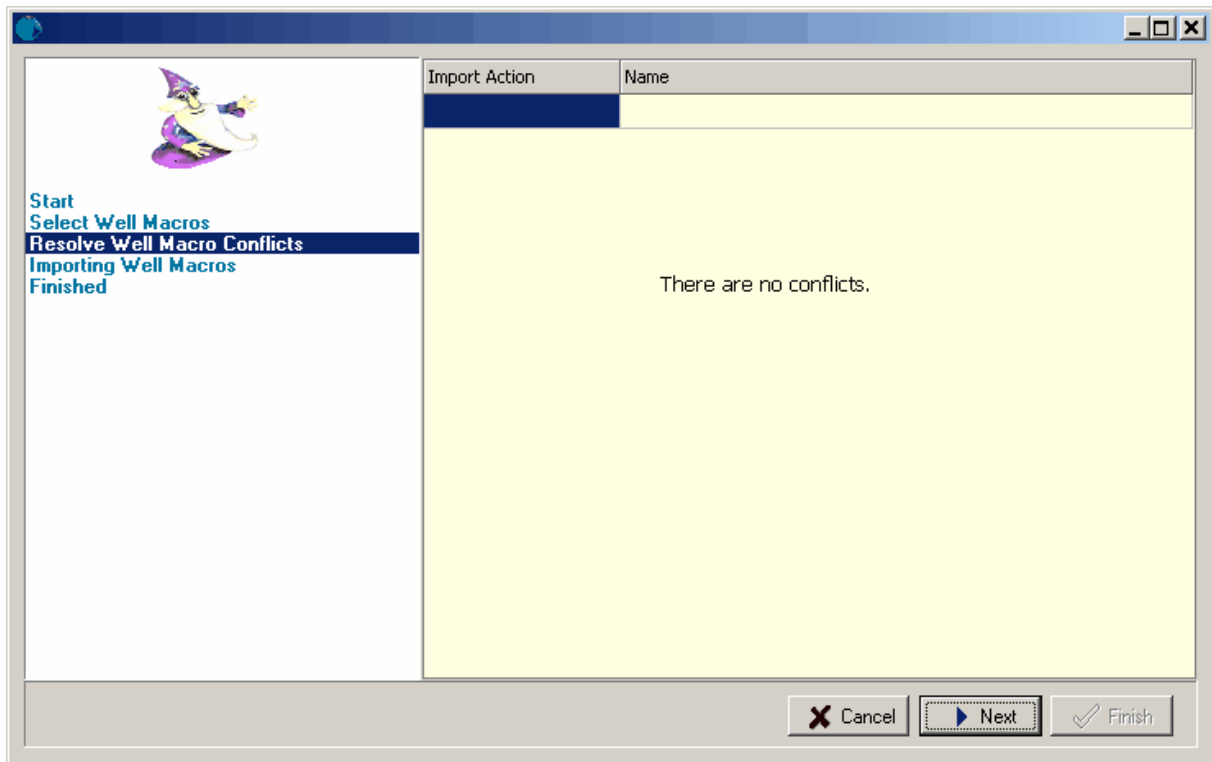 Import Action
Name
Start
Select Well Macros
Resolve Well Macro Conflicts
Importing Well Macros
Finished
There are no conflicts.
Cancel
Next
Finish